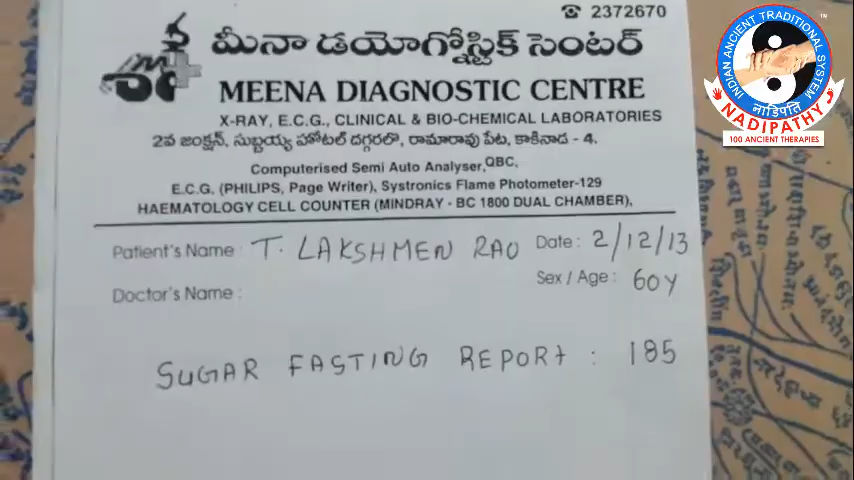 ☎ 2372670
మీనా డయోగ్నోస్టిక్ సెంటర్
MEENA DIAGNOSTIC CENTRE
X-RAY, E.C.G., CLINICAL & BIO-CHEMICAL LABORATORIES
2వ జంక్షన్, సుబ్బయ్య హోటల్ దగ్గరలో, రామారావు పేట, కాకినాడ - 4.
Computerised Semi Auto Analyser,QBC,
E.C.G. (PHILIPS, Page Writer), Systronics Flame Photometer-129
HAEMATOLOGY CELL COUNTER (MINDRAY - BC 1800 DUAL CHAMBER),
Patient's Name : T. LAKSHMEN RAO Date : 2/12/13
Doctor's Name : Sex / Age : 60Y
SUGAR FASTING REPORT : 185
INDIAN ANCIENT TRADITIONAL SYSTEM
TM
नाड़िपति
NADIPATHY
100 ANCIENT THERAPIES